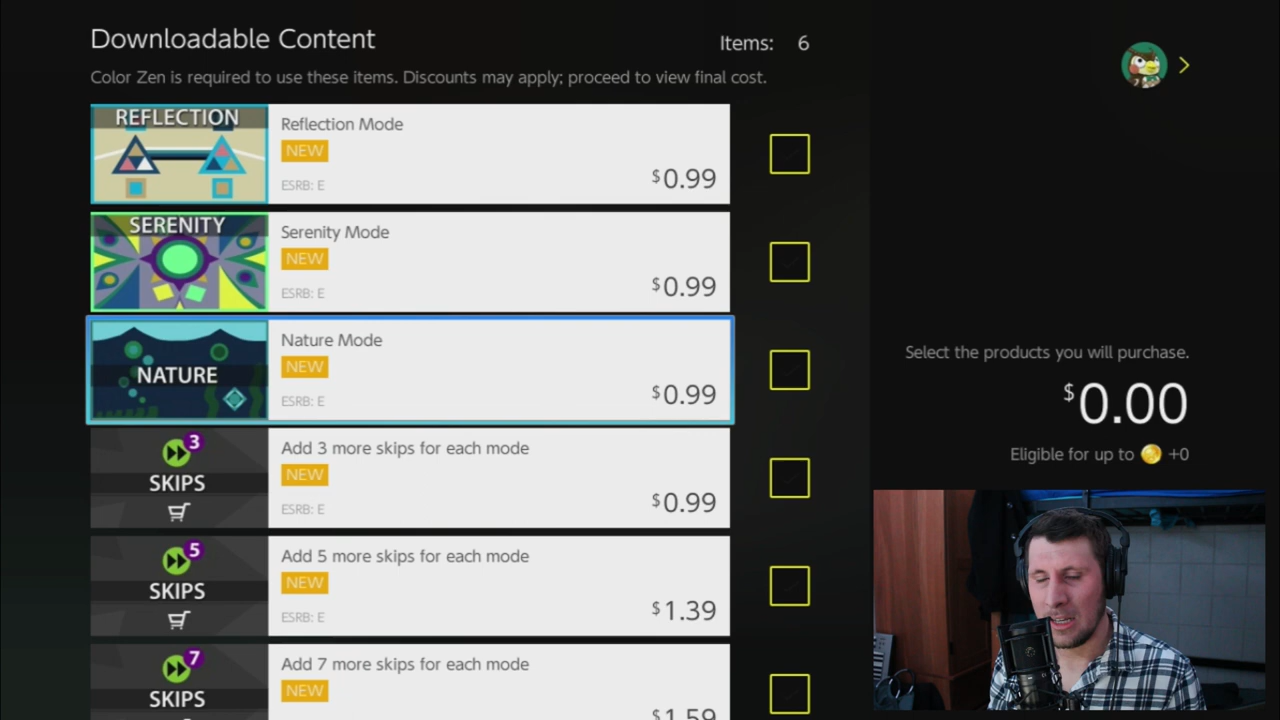 Downloadable Content
Items: 6
Color Zen is required to use these items. Discounts may apply; proceed to view final cost.
REFLECTION
Reflection Mode
NEW
ESRB: E
$0.99
SERENITY
Serenity Mode
NEW
ESRB: E
$0.99
NATURE
Nature Mode
NEW
ESRB: E
$0.99
3
SKIPS
Add 3 more skips for each mode
NEW
ESRB: E
$0.99
5
SKIPS
Add 5 more skips for each mode
NEW
ESRB: E
$1.39
7
SKIPS
Add 7 more skips for each mode
NEW
$1.59
Select the products you will purchase.
$0.00
Eligible for up to +0